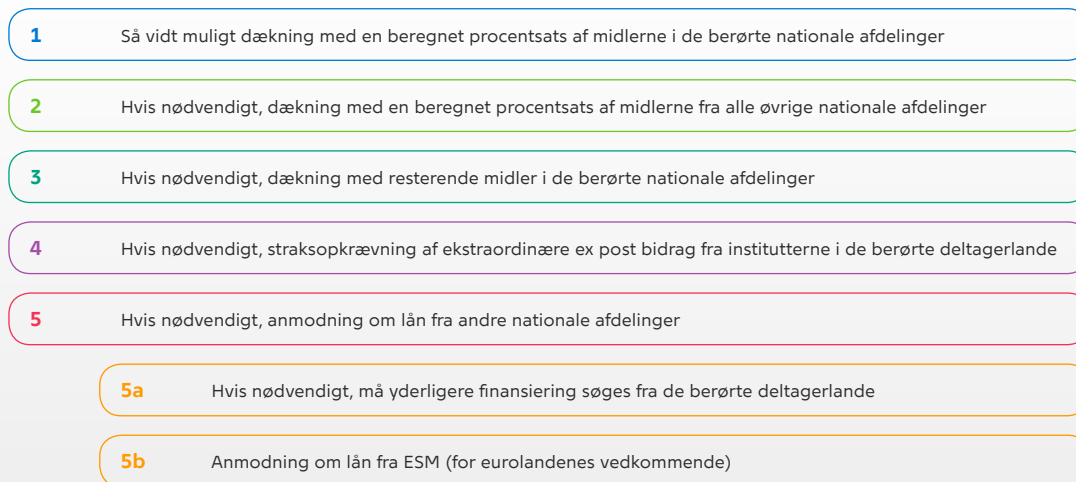 1 Så vidt muligt dækning med en beregnet procentsats af midlerne i de berørte nationale afdelinger
2 Hvis nødvendigt, dækning med en beregnet procentsats af midlerne fra alle øvrige nationale afdelinger
3 Hvis nødvendigt, dækning med resterende midler i de berørte nationale afdelinger
4 Hvis nødvendigt, straksopkrævning af ekstraordinære ex post bidrag fra institutterne i de berørte deltagerlande
5 Hvis nødvendigt, anmodning om lån fra andre nationale afdelinger
5a Hvis nødvendigt, må yderligere finansiering søges fra de berørte deltagerlande
5b Anmodning om lån fra ESM (for eurolandenes vedkommende)